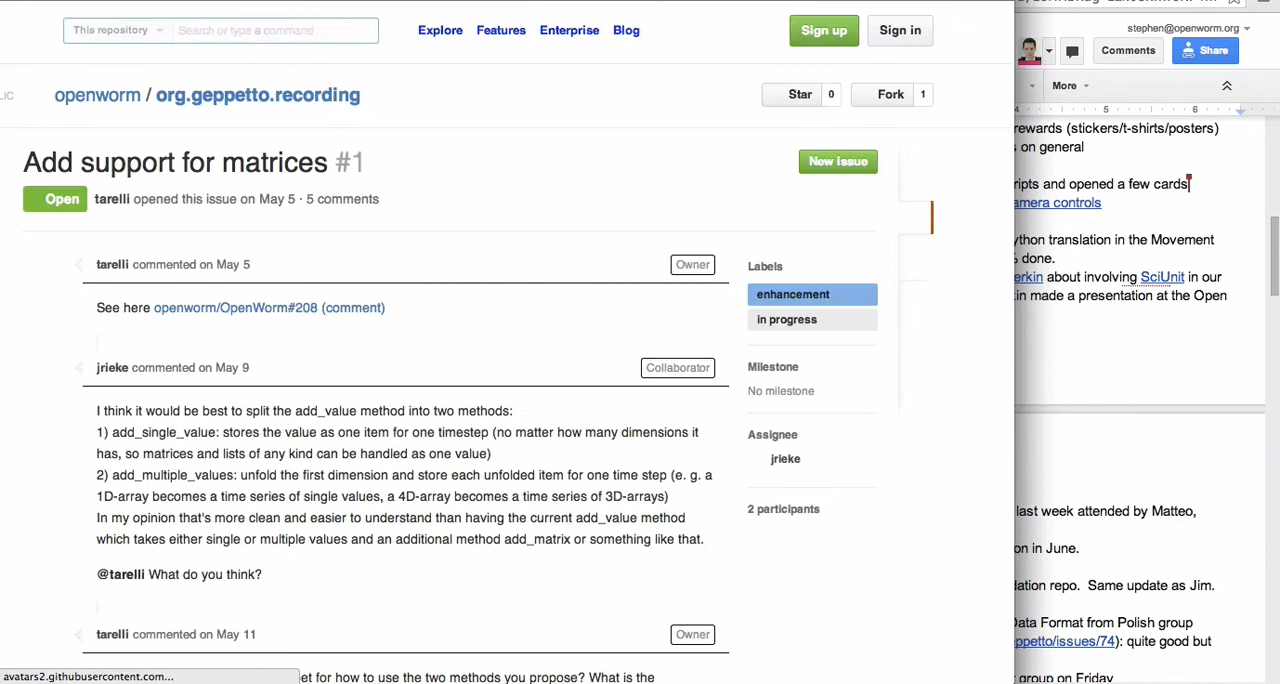 This repository
Search or type a command
Explore
Features
Enterprise
Blog
Sign up
Sign in
openworm / org.geppetto.recording
Star 0
Fork 1
Add support for matrices #1
New issue
Open
tarelli opened this issue on May 5 · 5 comments
tarelli commented on May 5
Owner
See here openworm/OpenWorm#208 (comment)
jrieke commented on May 9
Collaborator
I think it would be best to split the add_value method into two methods:
1) add_single_value: stores the value as one item for one timestep (no matter how many dimensions it
has, so matrices and lists of any kind can be handled as one value)
2) add_multiple_values: unfold the first dimension and store each unfolded item for one time step (e. g. a
1D-array becomes a time series of single values, a 4D-array becomes a time series of 3D-arrays)
In my opinion that's more clean and easier to understand than having the current add_value method
which takes either single or multiple values and an additional method add_matrix or something like that.
@tarelli What do you think?
tarelli commented on May 11
Owner
et for how to use the two methods you propose? What is the
avatars2.githubusercontent.com...
Labels
enhancement
in progress
Milestone
No milestone
Assignee
jrieke
2 participants
stephen@openworm.org
Comments
Share
More
4 5 6
rewards (stickers/t-shirts/posters)
s on general
ripts and opened a few cards
amera controls
ython translation in the Movement
% done.
erkin about involving SciUnit in our
in made a presentation at the Open
last week attended by Matteo,
on in June.
dation repo. Same update as Jim.
Data Format from Polish group
eppetto/issues/74): quite good but
group on Friday